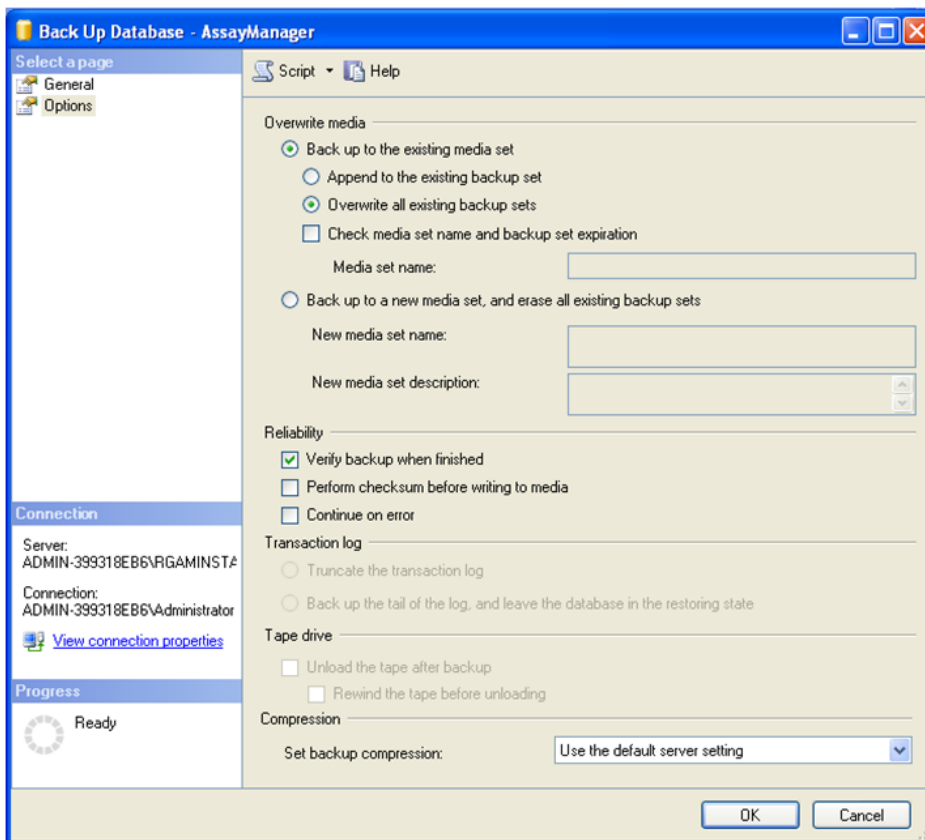 Back Up Database - AssayManager
Select a page
General
Options
Script
Help
Overwrite media
Back up to the existing media set
Append to the existing backup set
Overwrite all existing backup sets
Check media set name and backup set expiration
Media set name:
Back up to a new media set, and erase all existing backup sets
New media set name:
New media set description:
Reliability
Verify backup when finished
Perform checksum before writing to media
Continue on error
Transaction log
Truncate the transaction log
Back up the tail of the log, and leave the database in the restoring state
Tape drive
Unload the tape after backup
Rewind the tape before unloading
Compression
Set backup compression:
Use the default server setting
Connection
Server:
ADMIN-399318EB6\RGAMINSTA
Connection:
ADMIN-399318EB6\Administrator
View connection properties
Progress
Ready
OK
Cancel